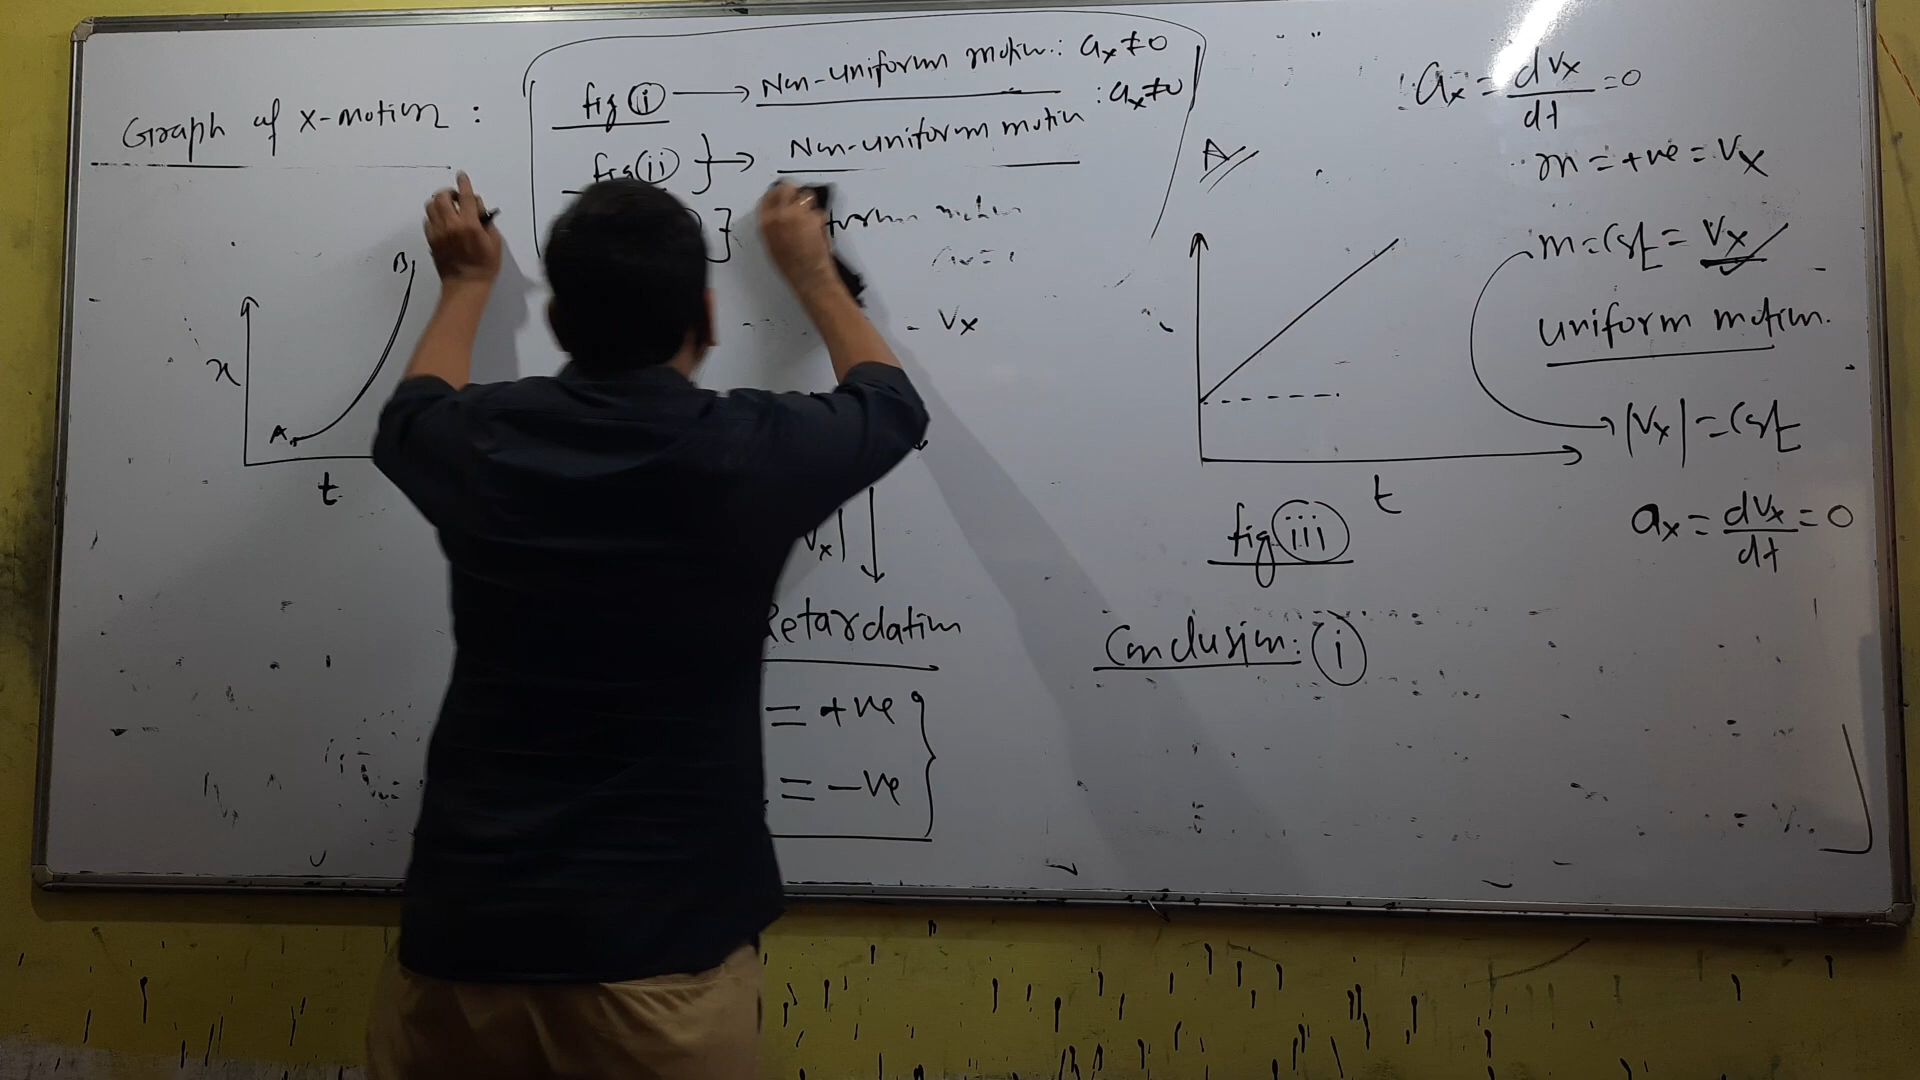 Graph of x-motion :
fig (i) → Non-uniform motion : ax ≠ 0
fig (ii) } → Non-uniform motion : ax ≠ 0
}
Vx
B
x
A
t
Vx| ↓
Retardation
= +ve
= -ve }
A
ax = dVx/dt = 0
m = +ve = Vx
m = Cst = Vx
uniform motion.
|Vx| = Cst
ax = dVx/dt = 0
t
fig (iii)
Conclusion : (i)